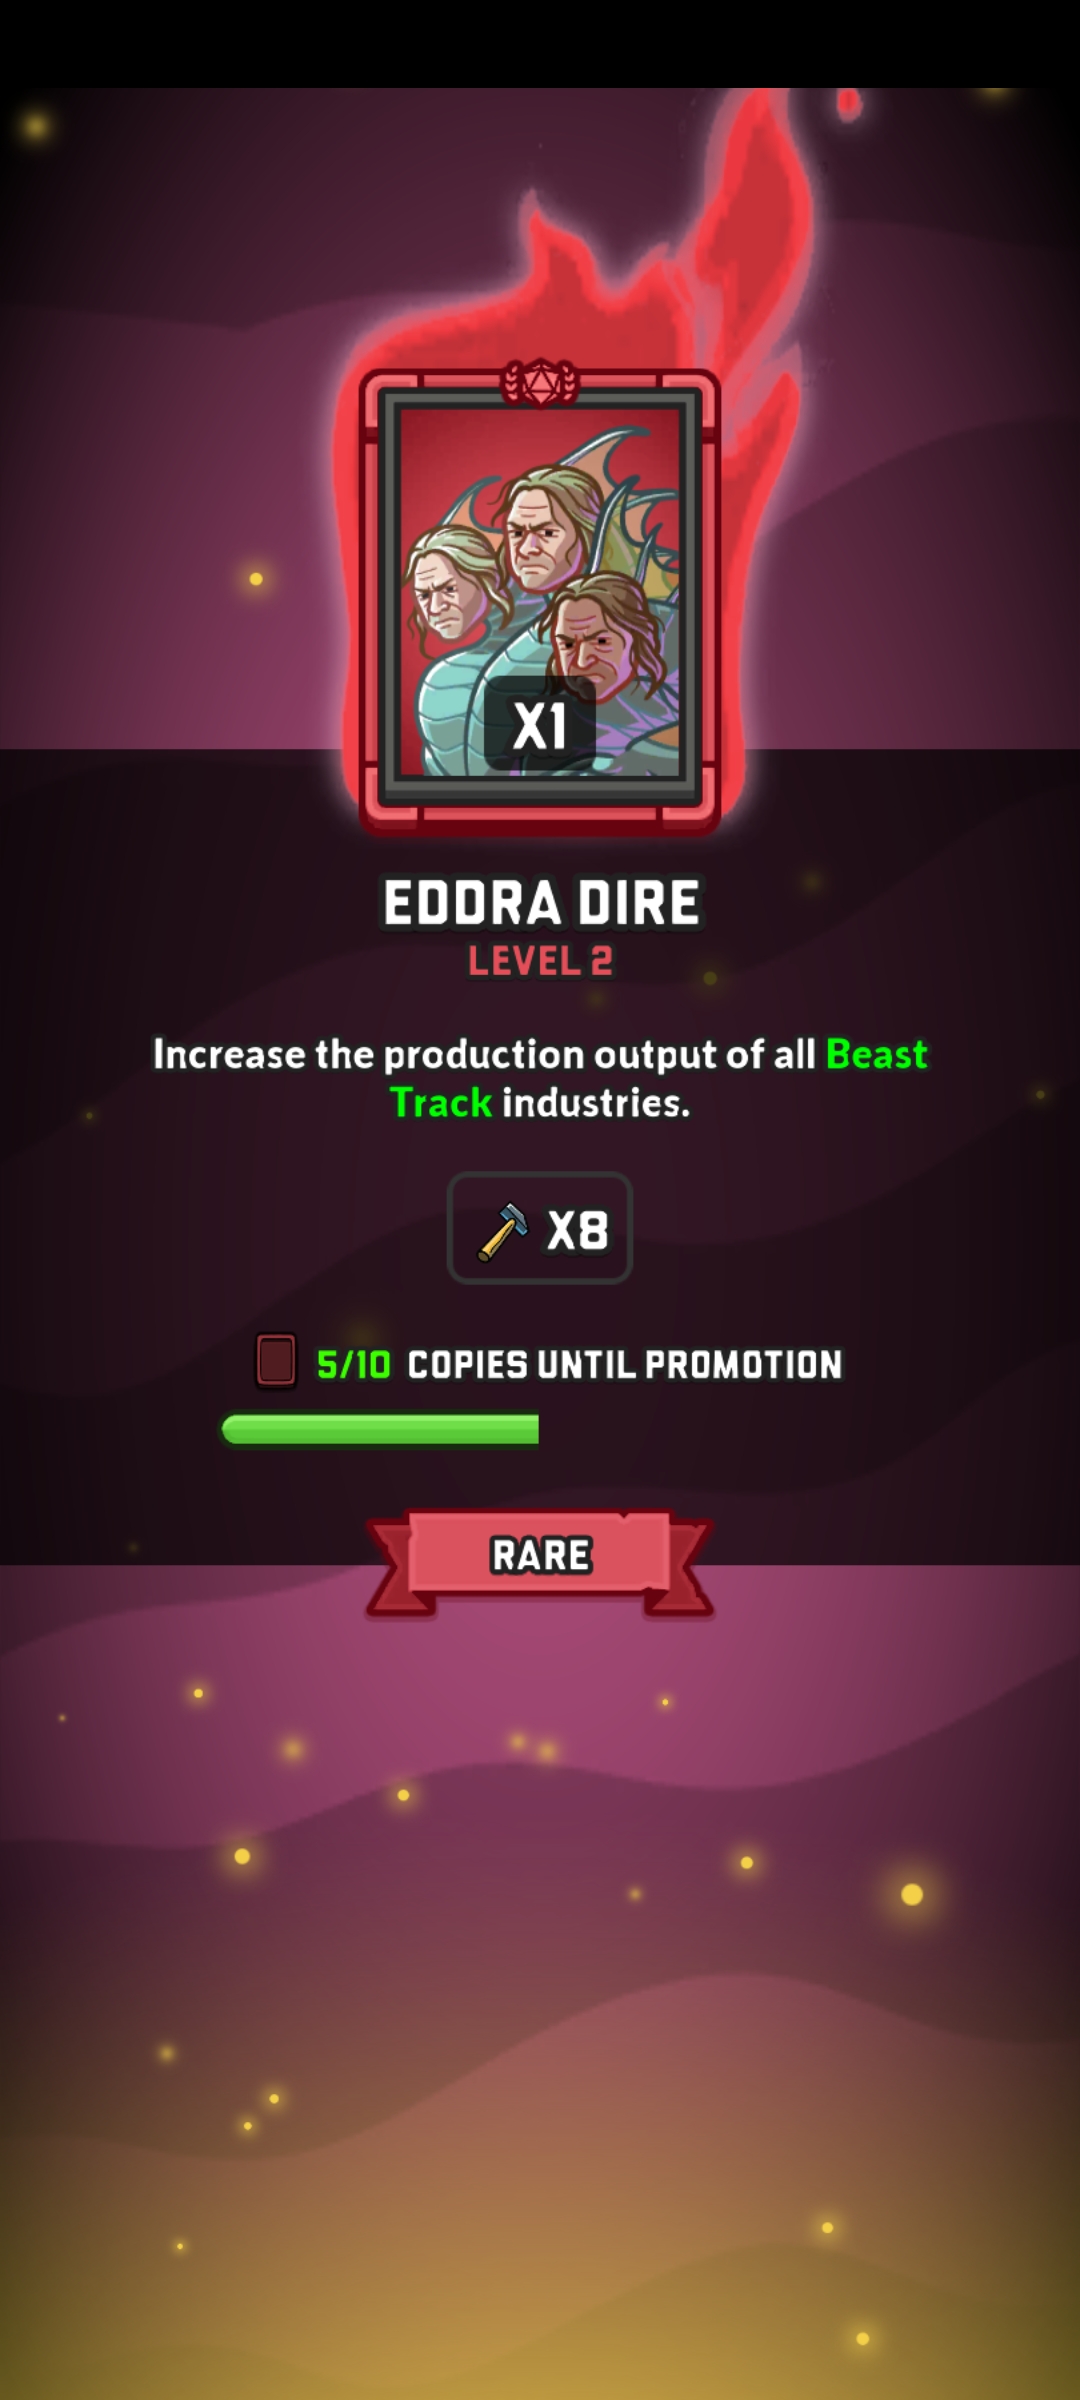 X1
EDDRA DIRE
LEVEL 2
Increase the production output of all Beast
Track industries.
X8
5/10 COPIES UNTIL PROMOTION
RARE